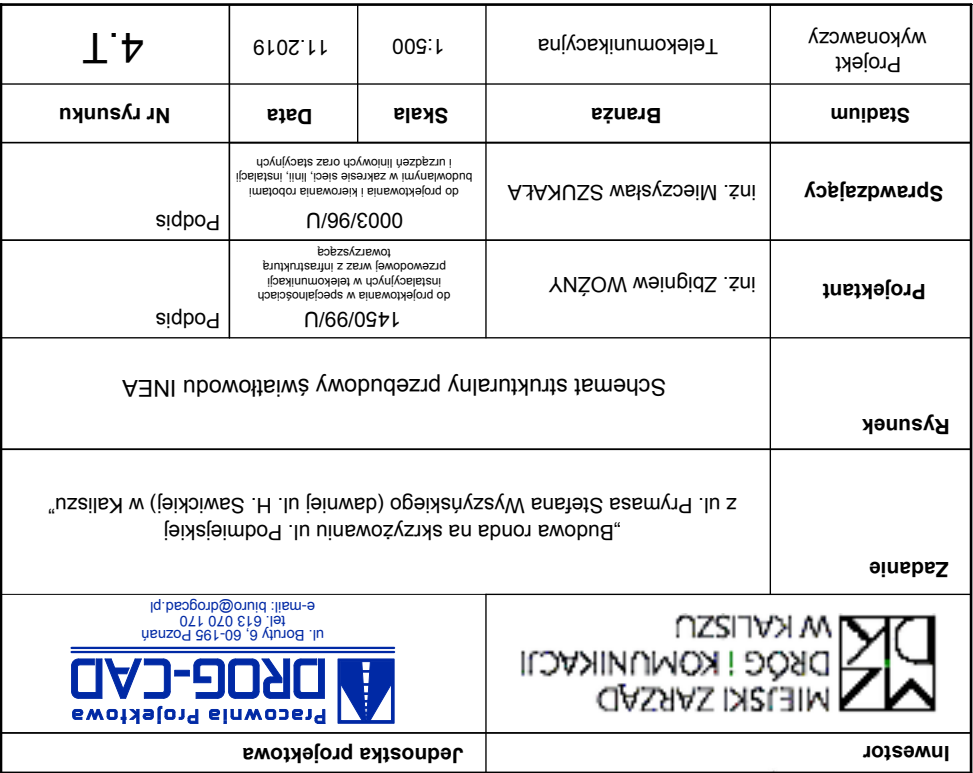 Inwestor
Jednostka projektowa
MIEJSKI ZARZĄD
DRÓG i KOMUNIKACJI
W KALISZU
MZ
DiK
Pracownia Projektowa
DROG-CAD
ul. Boruty 6, 60-195 Poznań
tel. 613 070 170
e-mail: biuro@drogcad.pl
Zadanie
„Budowa ronda na skrzyżowaniu ul. Podmiejskiej
z ul. Prymasa Stefana Wyszyńskiego (dawniej ul. H. Sawickiej) w Kaliszu”
Rysunek
Schemat strukturalny przebudowy światłowodu INEA
Projektant
inż. Zbigniew WOŹNY
1450/99/U
do projektowania w specjalnościach
instalacyjnych w telekomunikacji
przewodowej wraz z infrastrukturą
towarzyszącą
Podpis
Sprawdzający
inż. Mieczysław SZUKAŁA
0003/96/U
do projektowania i kierowania robotami
budowlanymi w zakresie sieci, linii, instalacji
i urządzeń liniowych oraz stacyjnych
Podpis
Stadium
Branża
Skala
Data
Nr rysunku
Projekt
wykonawczy
Telekomunikacyjna
1:500
11.2019
4.T